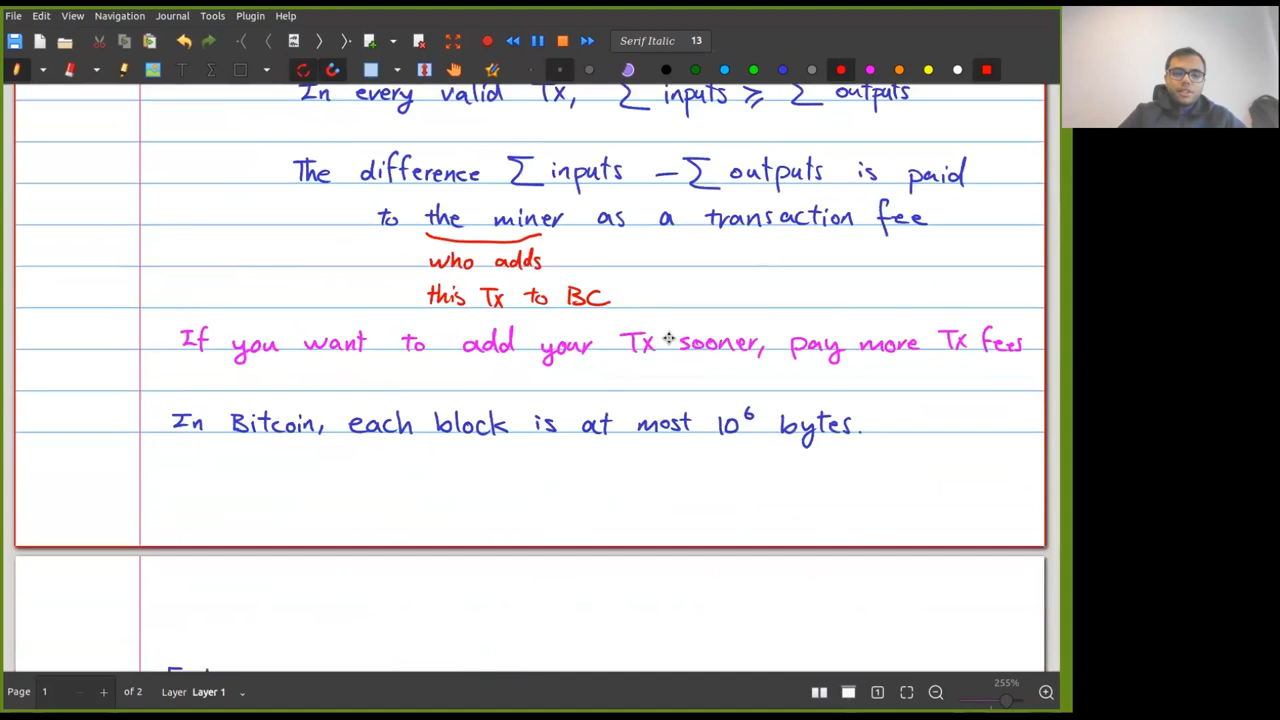 File Edit View Navigation Journal Tools Plugin Help
Serif Italic 13
In every valid Tx, ∑ inputs ⩾ ∑ outputs
The difference ∑ inputs – ∑ outputs is paid
to the miner as a transaction fee
who adds
this Tx to BC
If you want to add your Tx sooner, pay more Tx fees
In Bitcoin, each block is at most 10⁶ bytes.
Page 1 of 2 Layer Layer 1 255%